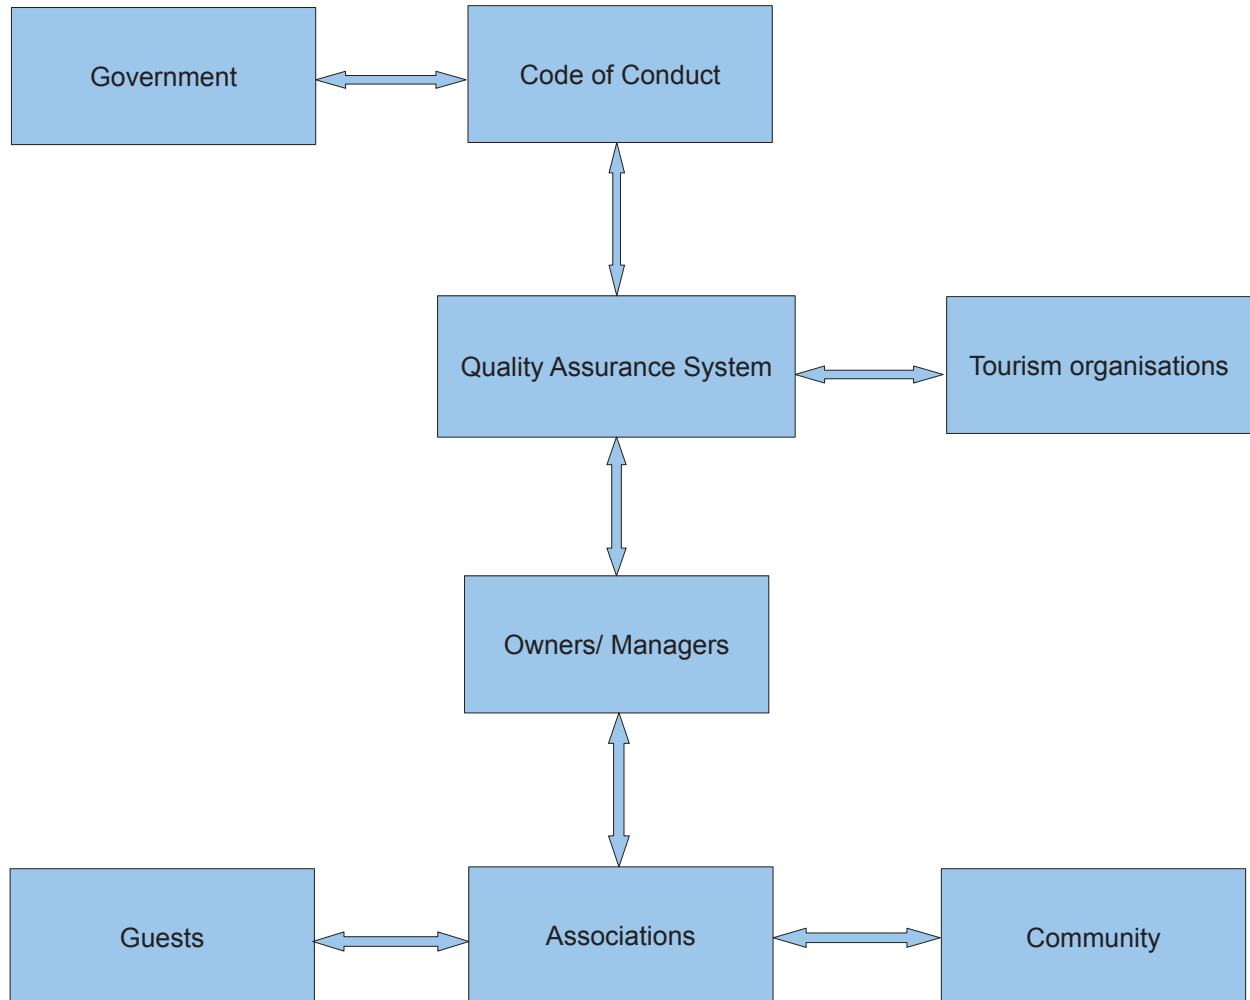 Government
Code of Conduct
Quality Assurance System
Tourism organisations
Owners/ Managers
Guests
Associations
Community